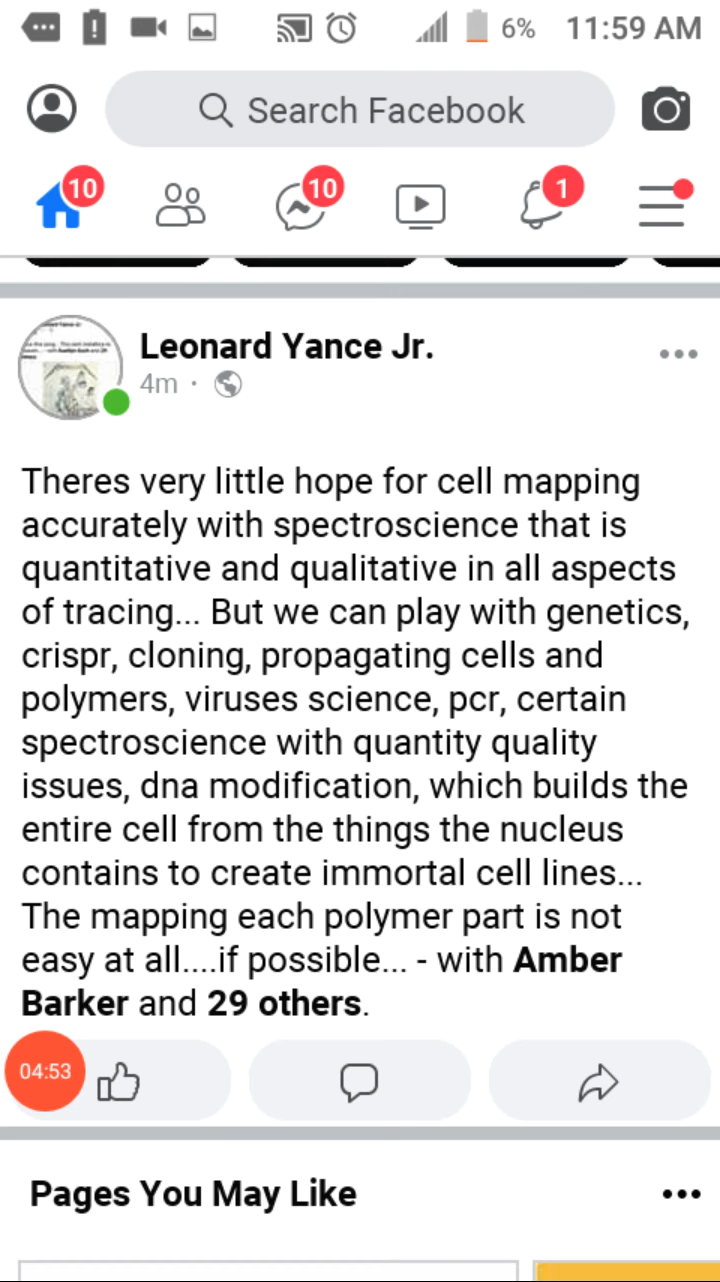 6% 11:59 AM
Search Facebook
10 10 1
Leonard Yance Jr.
4m ·
Theres very little hope for cell mapping
accurately with spectroscience that is
quantitative and qualitative in all aspects
of tracing... But we can play with genetics,
crispr, cloning, propagating cells and
polymers, viruses science, pcr, certain
spectroscience with quantity quality
issues, dna modification, which builds the
entire cell from the things the nucleus
contains to create immortal cell lines...
The mapping each polymer part is not
easy at all....if possible... - with Amber
Barker and 29 others.
04:53
Pages You May Like